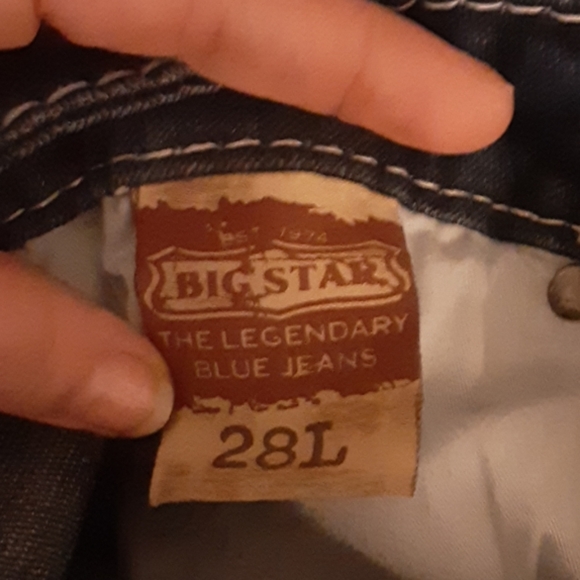 EST 1974
BIG STAR
THE LEGENDARY
BLUE JEANS
28L